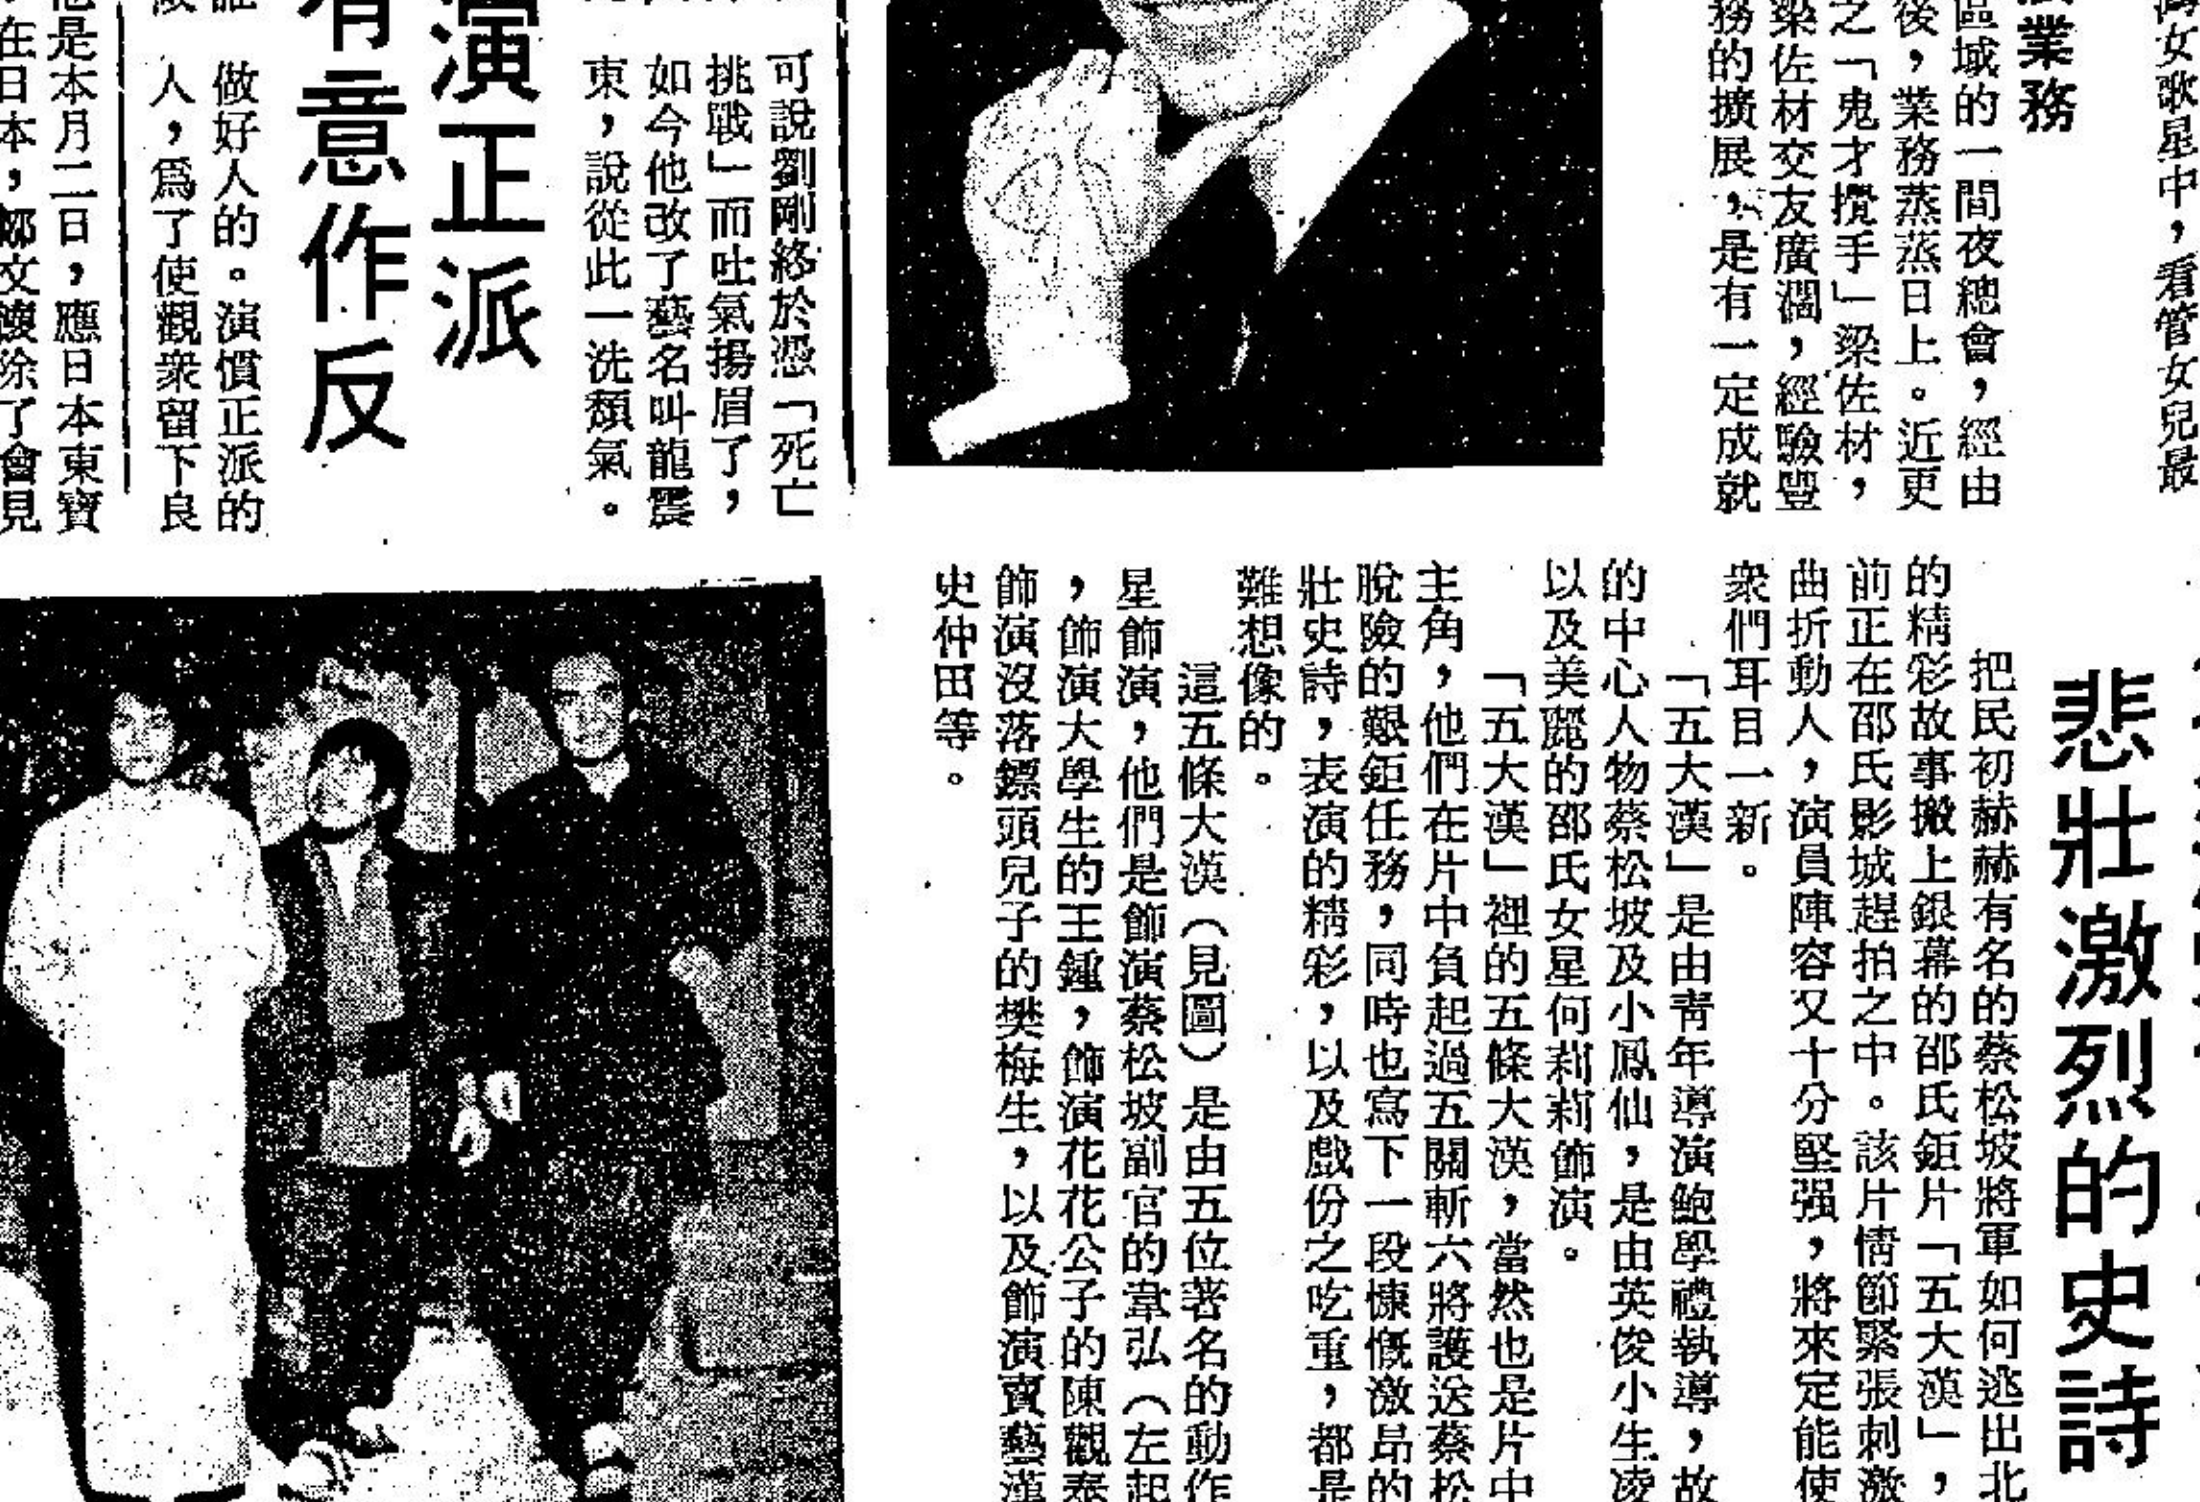 灣女歌星中，看管女兒最
業務
區域的一間夜總會，經由
後，業務蒸蒸日上。近更
之「鬼才攪手」梁佐材，
梁佐材交友廣濶，經驗豐
務的擴展，是有一定成就
可說劉剛終於憑「死亡
挑戰」而吐氣揚眉了，
如今他改了藝名叫龍震
東，說從此一洗頹氣。
演正派
有意作反
做好人的。演慣正派的
人，爲了使觀衆留下良
他是本月二日，應日本東寶
在日本，鄒文懷除了會見
悲壯激烈的史詩
把民初赫赫有名的蔡松坡將軍如何逃出北
的精彩故事搬上銀幕的邵氏鉅片「五大漢」，
前正在邵氏影城趕拍之中。該片情節緊張刺激
曲折動人，演員陣容又十分堅强，將來定能使
衆們耳目一新。
「五大漢」是由青年導演鮑學禮執導，故
的中心人物蔡松坡及小鳳仙，是由英俊小生凌
以及美麗的邵氏女星何莉莉飾演。
「五大漢」裡的五條大漢，當然也是片中
主角，他們在片中負起過五關斬六將護送蔡松
脫險的艱鉅任務，同時也寫下一段慷慨激昂的
壯史詩，表演的精彩，以及戲份之吃重，都是
難想像的。
這五條大漢（見圖）是由五位著名的動作
星飾演，他們是飾演蔡松坡副官的韋弘（左起
，飾演大學生的王鍾，飾演花花公子的陳觀泰
飾演沒落鏢頭兒子的樊梅生，以及飾演賣藝漢
史仲田等。